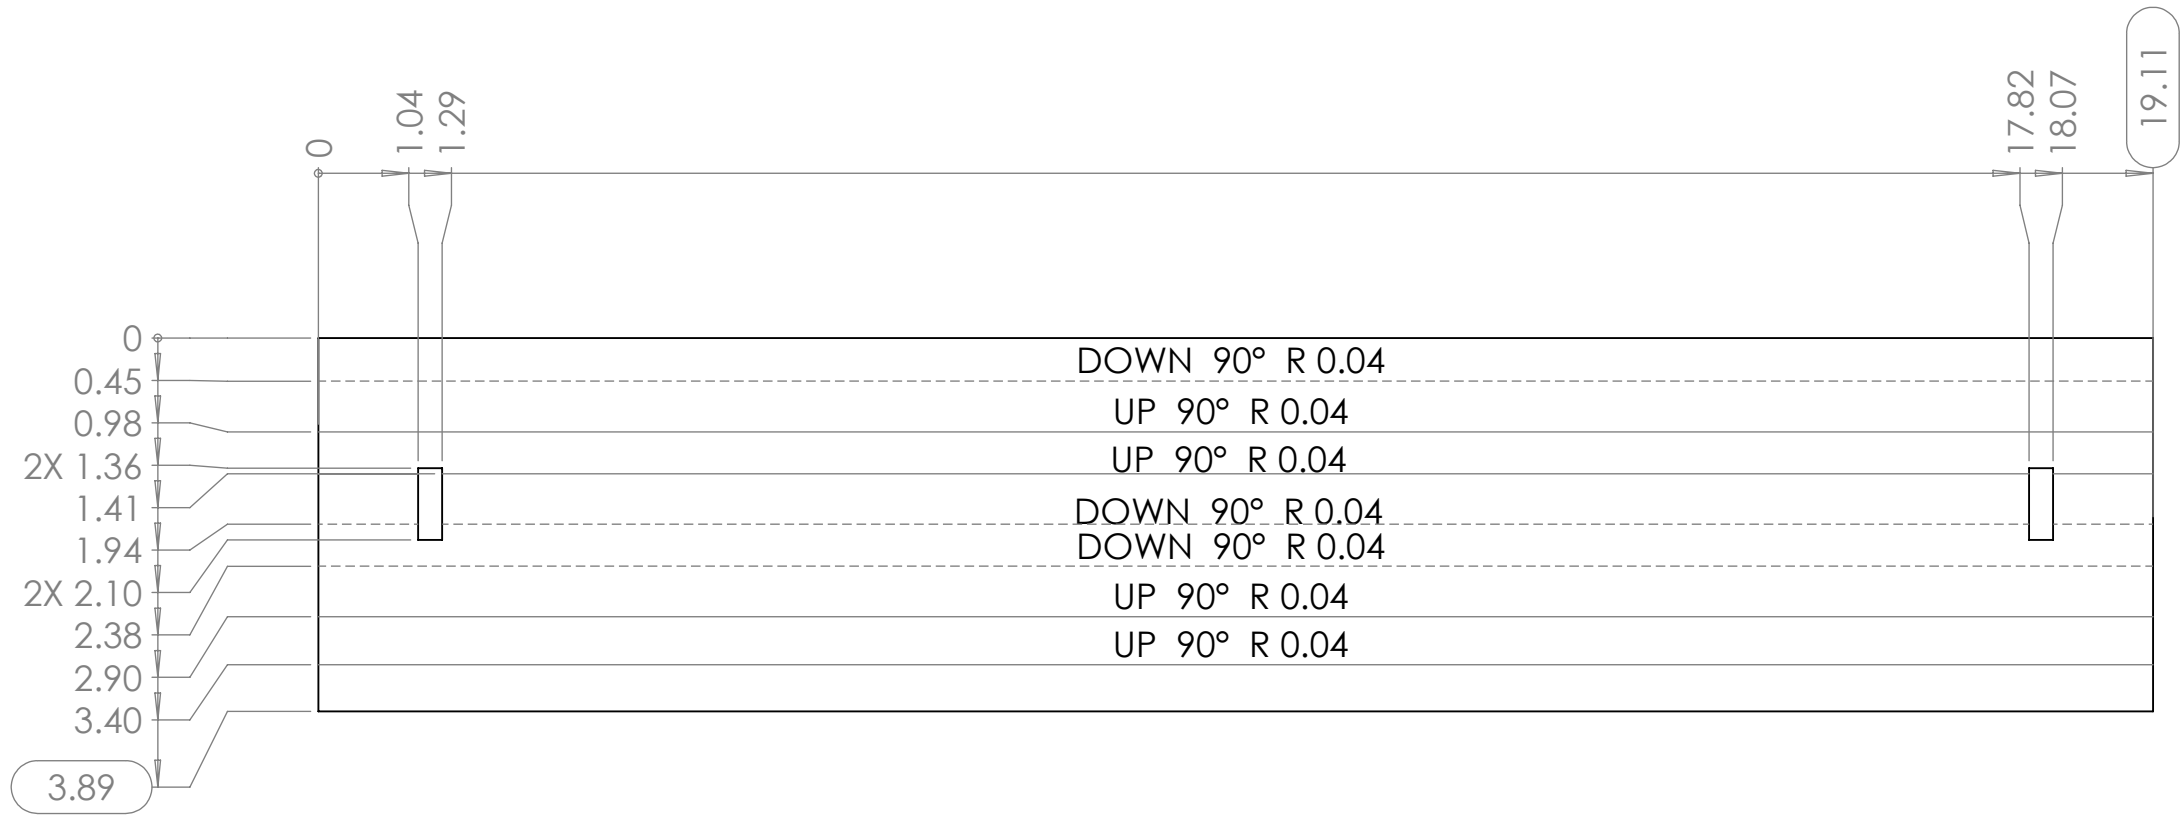 0
1.04
1.29
17.82
18.07
19.11
0
0.45
0.98
2X 1.36
1.41
1.94
2X 2.10
2.38
2.90
3.40
3.89
DOWN 90° R 0.04
UP 90° R 0.04
UP 90° R 0.04
DOWN 90° R 0.04
DOWN 90° R 0.04
UP 90° R 0.04
UP 90° R 0.04